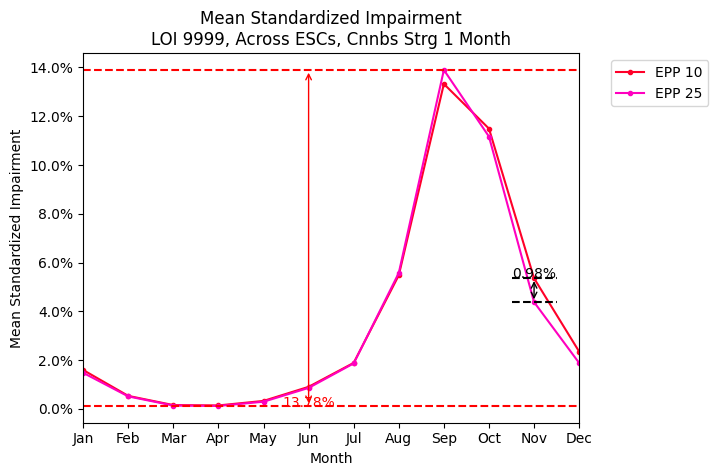 Mean Standardized Impairment
LOI 9999, Across ESCs, Cnnbs Strg 1 Month
EPP 10
EPP 25
Mean Standardized Impairment
14.0%
12.0%
10.0%
8.0%
6.0%
4.0%
2.0%
0.0%
0.98%
13.78%
Jan Feb Mar Apr May Jun Jul Aug Sep Oct Nov Dec
Month